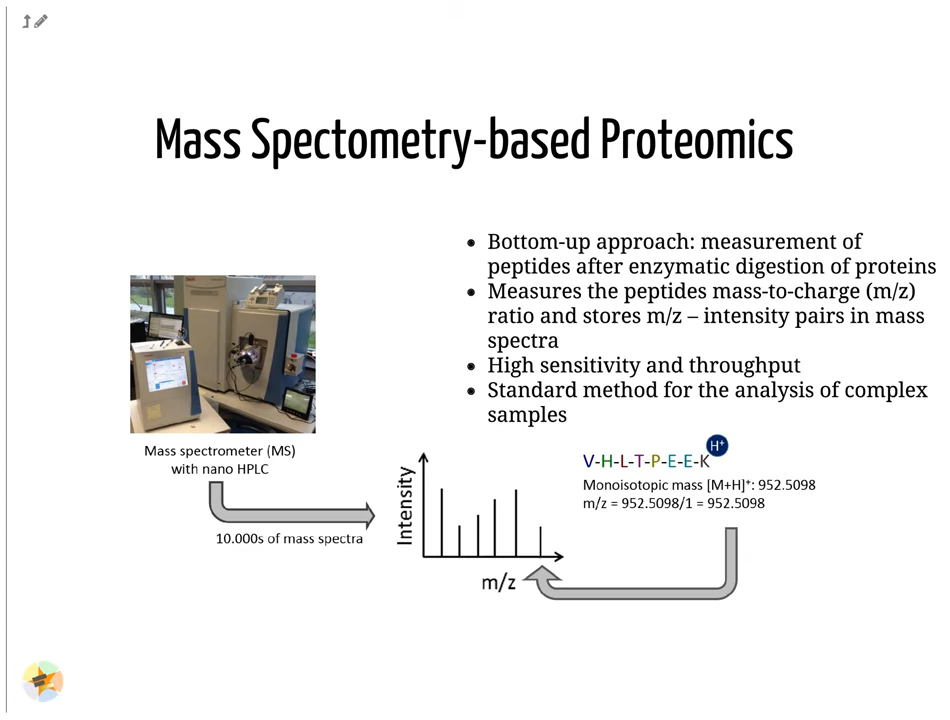 Mass Spectometry-based Proteomics
Bottom-up approach: measurement of
peptides after enzymatic digestion of proteins
Measures the peptides mass-to-charge (m/z)
ratio and stores m/z – intensity pairs in mass
spectra
High sensitivity and throughput
Standard method for the analysis of complex
samples
Mass spectrometer (MS)
with nano HPLC
10.000s of mass spectra
Intensity
m/z
H⁺
V-H-L-T-P-E-E-K
Monoisotopic mass [M+H]⁺: 952.5098
m/z = 952.5098/1 = 952.5098